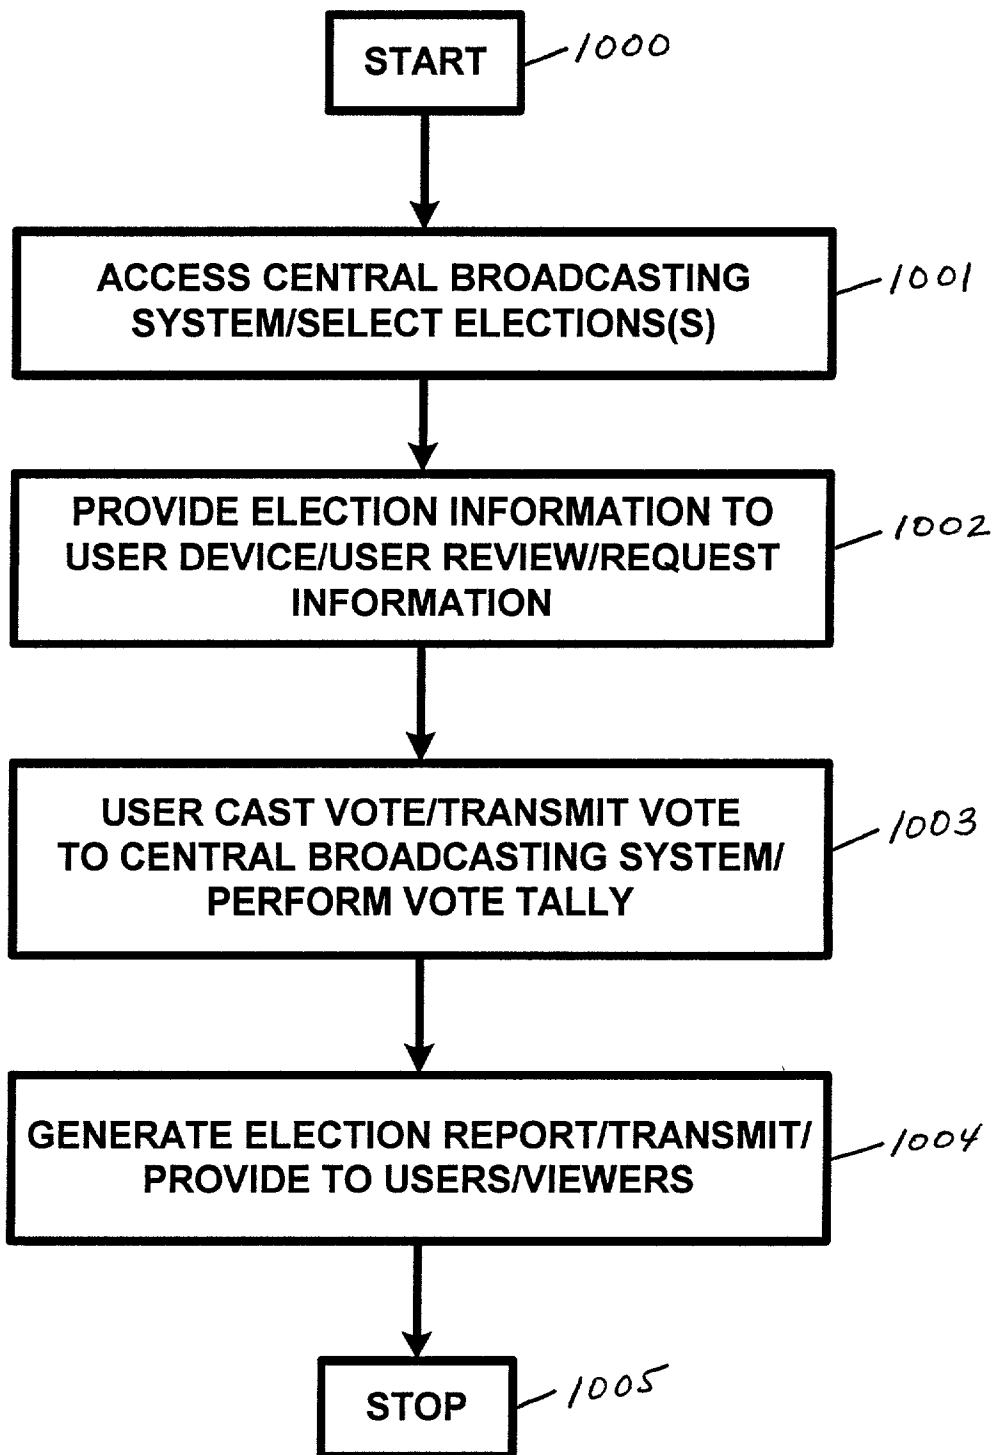 START
1000
ACCESS CENTRAL BROADCASTING
SYSTEM/SELECT ELECTIONS(S)
1001
PROVIDE ELECTION INFORMATION TO
USER DEVICE/USER REVIEW/REQUEST
INFORMATION
1002
USER CAST VOTE/TRANSMIT VOTE
TO CENTRAL BROADCASTING SYSTEM/
PERFORM VOTE TALLY
1003
GENERATE ELECTION REPORT/TRANSMIT/
PROVIDE TO USERS/VIEWERS
1004
STOP
1005